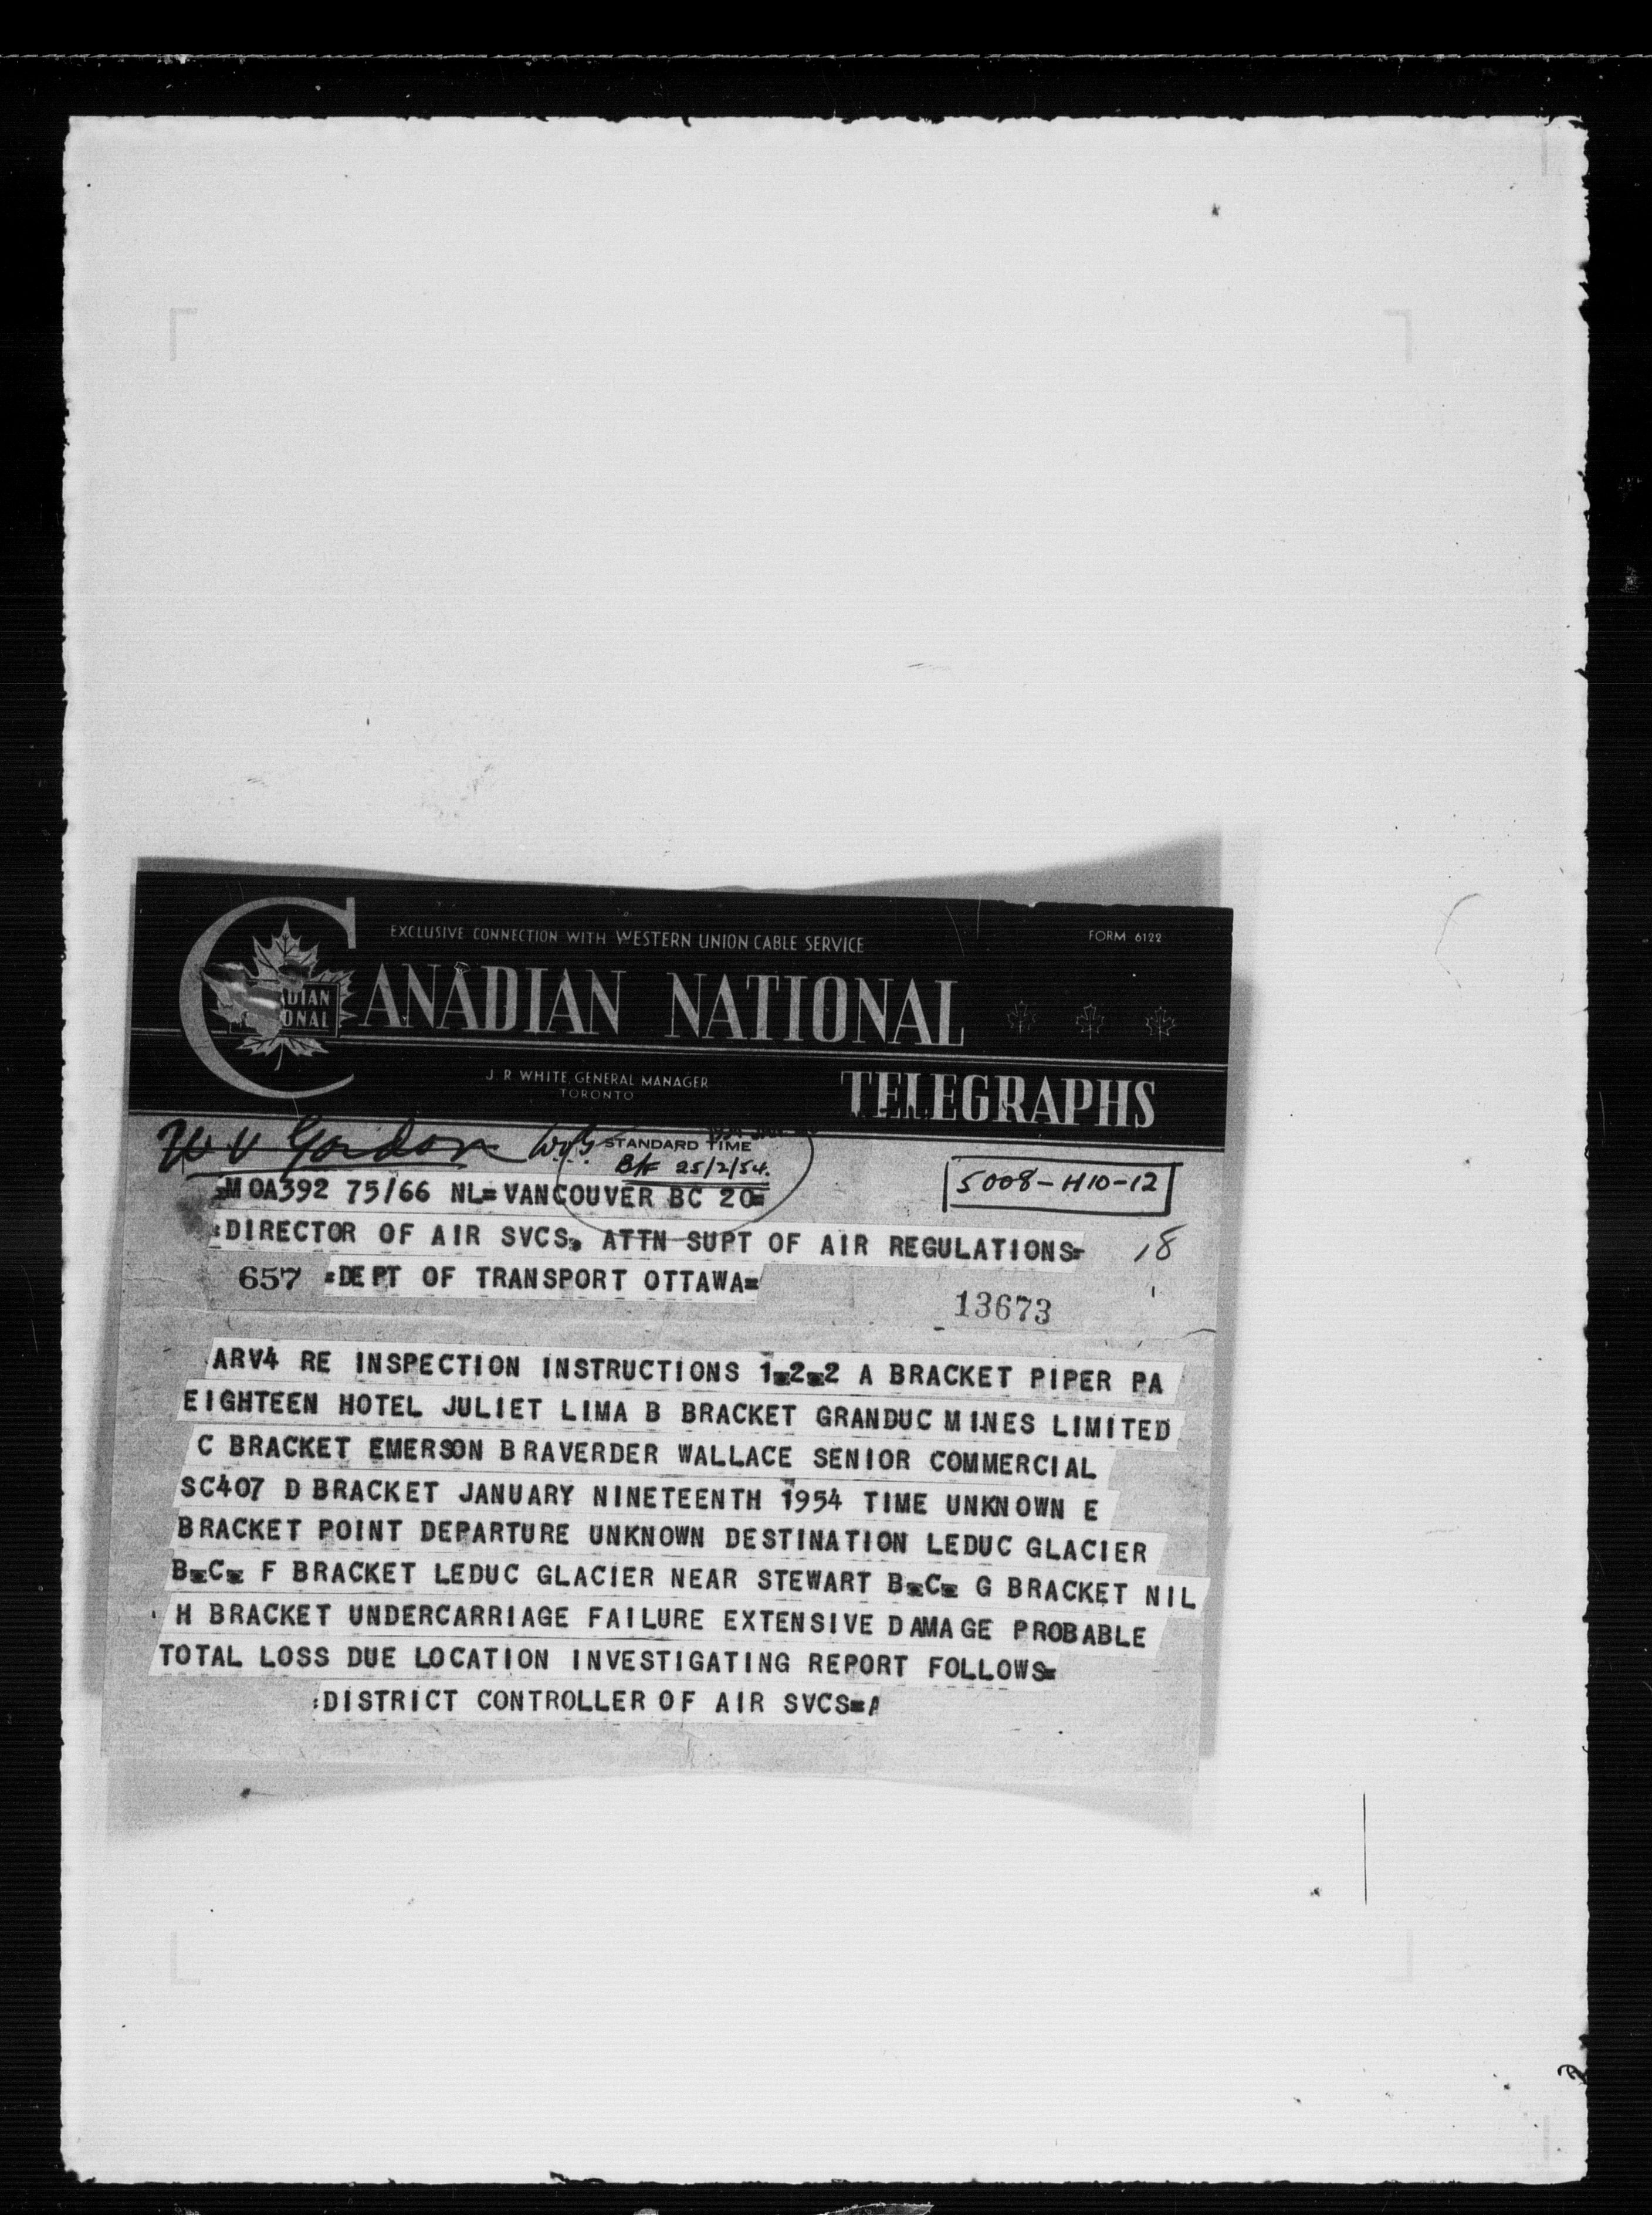 EXCLUSIVE CONNECTION WITH WESTERN UNION CABLE SERVICE
FORM 6122
CANADIAN NATIONAL
TELEGRAPHS
J. R. WHITE, GENERAL MANAGER
TORONTO
W V Gordon
STANDARD TIME
B/F 25/2/54.
5008-H10-12
MOA392 75/66 NL=VANCOUVER BC 20=
:DIRECTOR OF AIR SVCS, ATTN SUPT OF AIR REGULATIONS=
18
657 =DEPT OF TRANSPORT OTTAWA=
13673
ARV4 RE INSPECTION INSTRUCTIONS 1.2.2 A BRACKET PIPER PA
EIGHTEEN HOTEL JULIET LIMA B BRACKET GRANDUC MINES LIMITED
C BRACKET EMERSON BRAVERDER WALLACE SENIOR COMMERCIAL
SC407 D BRACKET JANUARY NINETEENTH 1954 TIME UNKNOWN E
BRACKET POINT DEPARTURE UNKNOWN DESTINATION LEDUC GLACIER
B.C. F BRACKET LEDUC GLACIER NEAR STEWART B.C. G BRACKET NIL
H BRACKET UNDERCARRIAGE FAILURE EXTENSIVE DAMAGE PROBABLE
TOTAL LOSS DUE LOCATION INVESTIGATING REPORT FOLLOWS=
:DISTRICT CONTROLLER OF AIR SVCS=